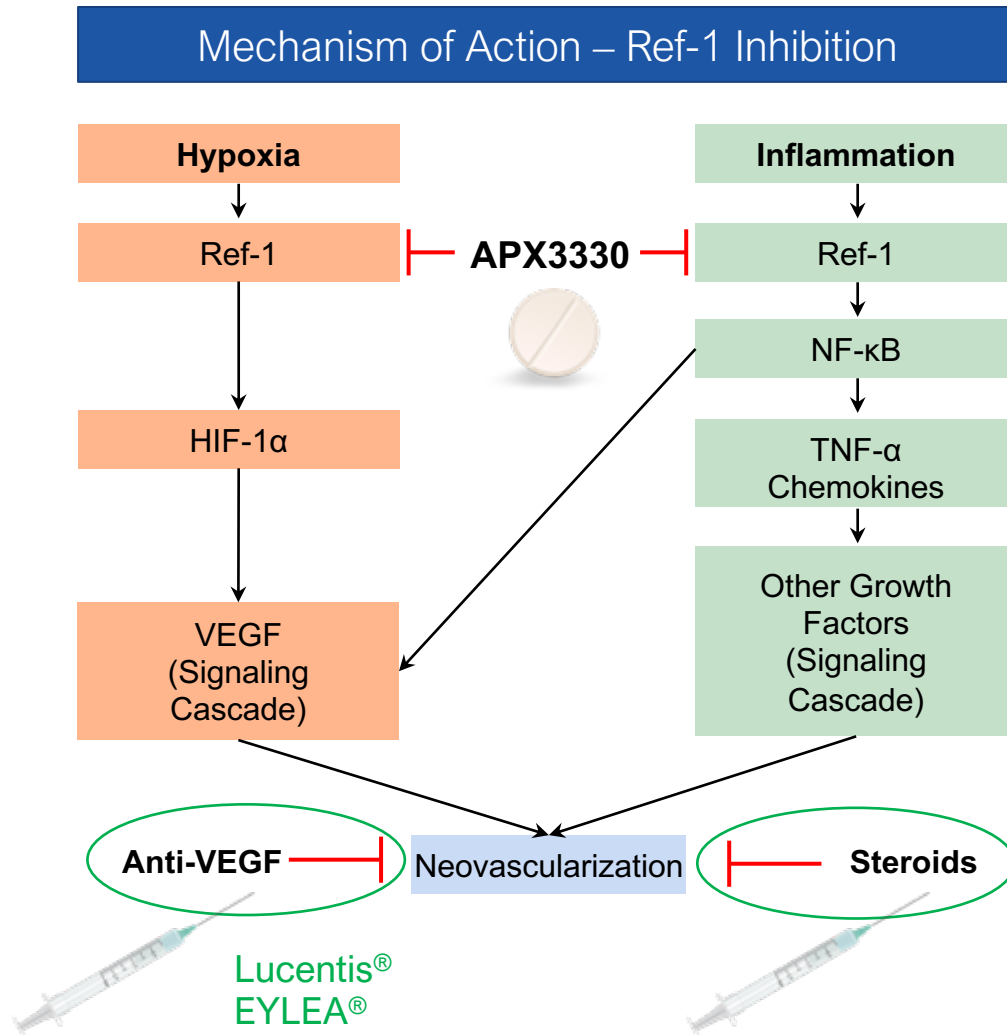 Mechanism of Action – Ref-1 Inhibition
Hypoxia
Inflammation
Ref-1
APX3330
Ref-1
NF-κB
HIF-1α
TNF-α
Chemokines
VEGF
(Signaling
Cascade)
Other Growth
Factors
(Signaling
Cascade)
Anti-VEGF
Neovascularization
Steroids
Lucentis®
EYLEA®